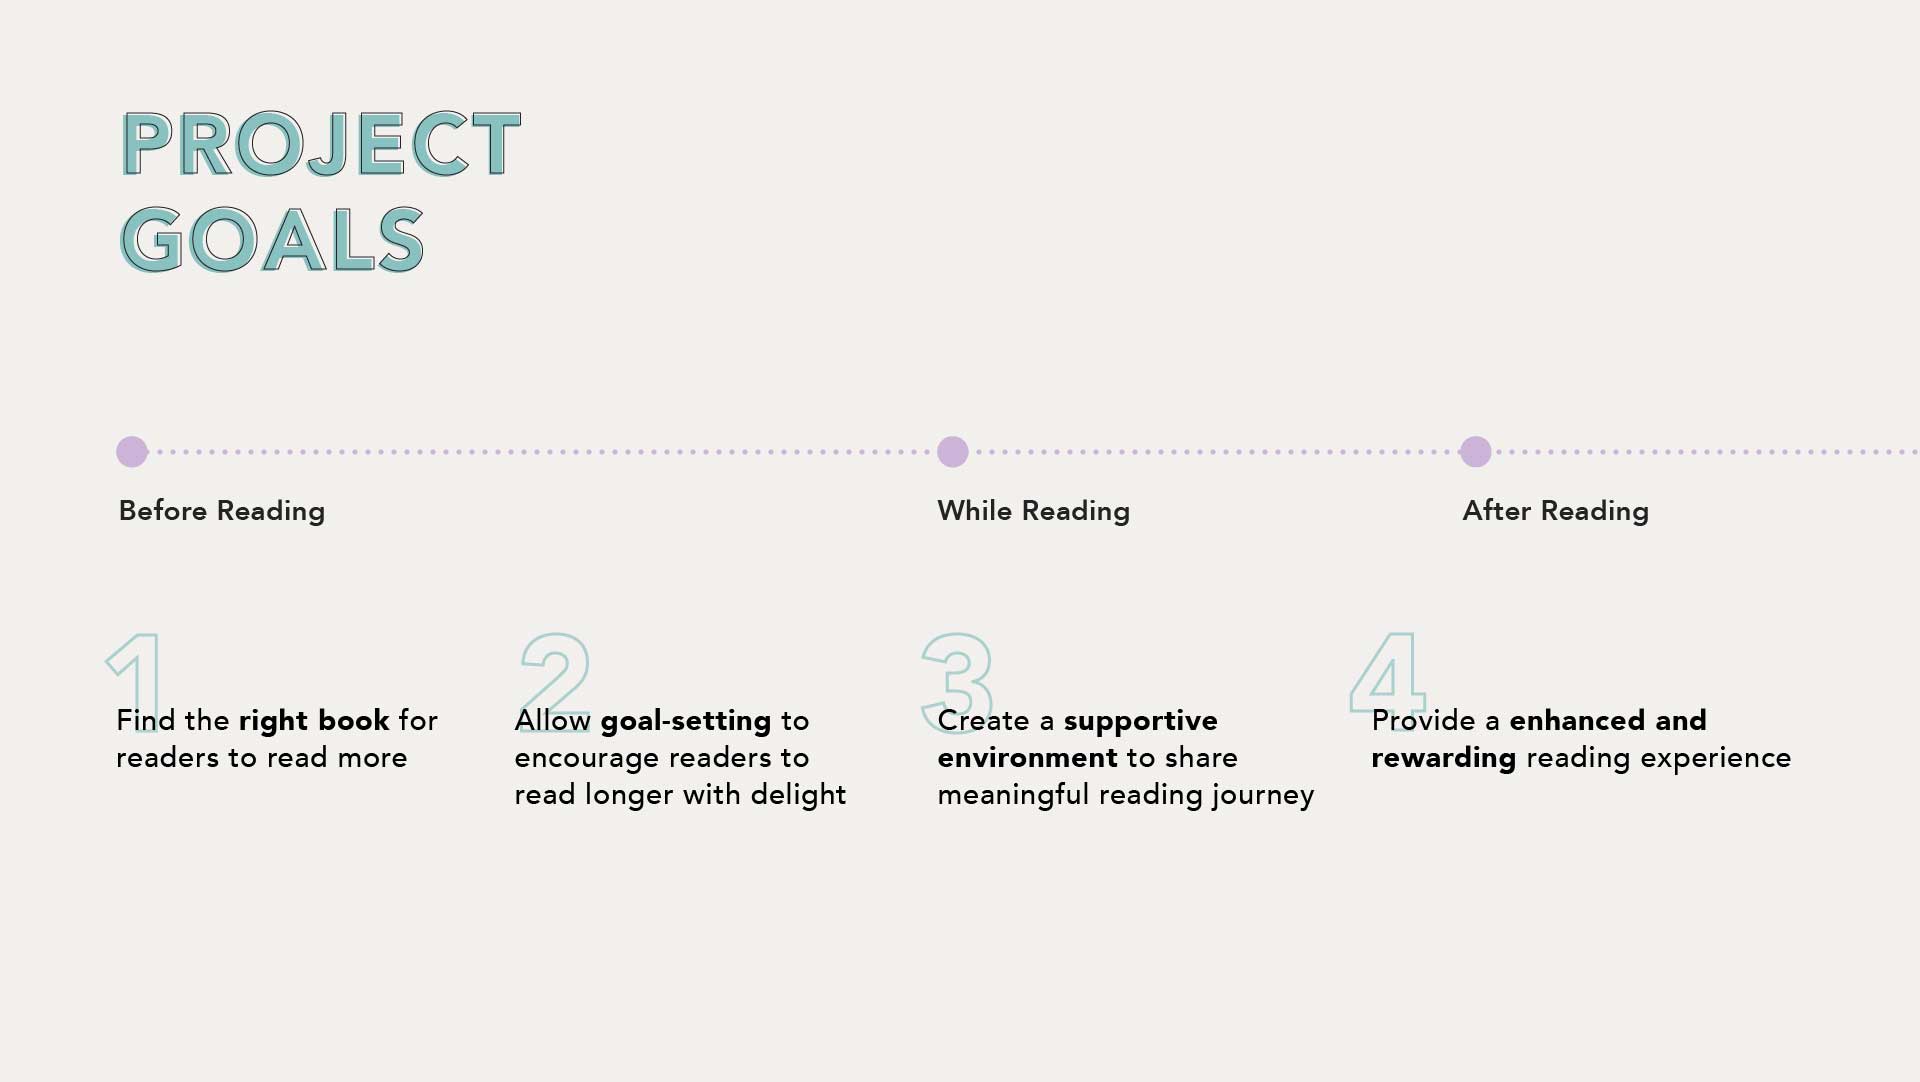 PROJECT
GOALS
Before Reading
While Reading
After Reading
1
Find the right book for
readers to read more
2
Allow goal-setting to
encourage readers to
read longer with delight
3
Create a supportive
environment to share
meaningful reading journey
4
Provide a enhanced and
rewarding reading experience